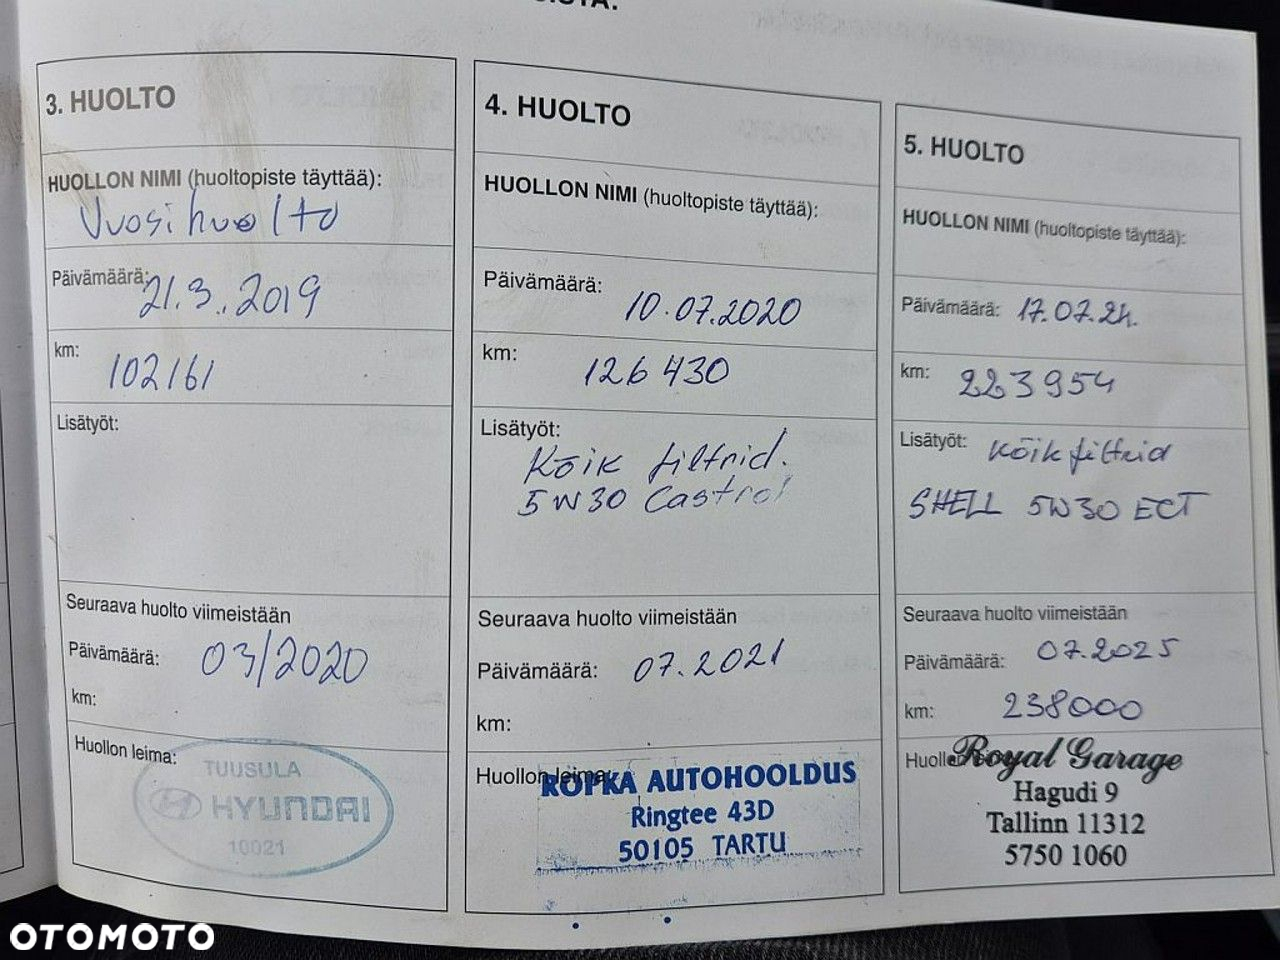 3. HUOLTO
HUOLLON NIMI (huoltopiste täyttää):
Vuosihuolto
Päivämäärä: 21.3.2019
km: 102161
Lisätyöt:
Seuraava huolto viimeistään
Päivämäärä: 03/2020
km:
Huollon leima:
TUUSULA
HYUNDAI
10021
4. HUOLTO
HUOLLON NIMI (huoltopiste täyttää):
Päivämäärä: 10.07.2020
km: 126 430
Lisätyöt:
Kõik filtrid.
5W30 Castrol
Seuraava huolto viimeistään
Päivämäärä: 07.2021
km:
Huollon leima:
ROPKA AUTOHOOLDUS
Ringtee 43D
50105 TARTU
5. HUOLTO
HUOLLON NIMI (huoltopiste täyttää):
Päivämäärä: 17.07.24.
km: 223954
Lisätyöt: Kõik filtrid
SHELL 5W30 ECT
Seuraava huolto viimeistään
Päivämäärä: 07.2025
km: 238000
Royal Garage
Hagudi 9
Tallinn 11312
5750 1060
OTOMOTO